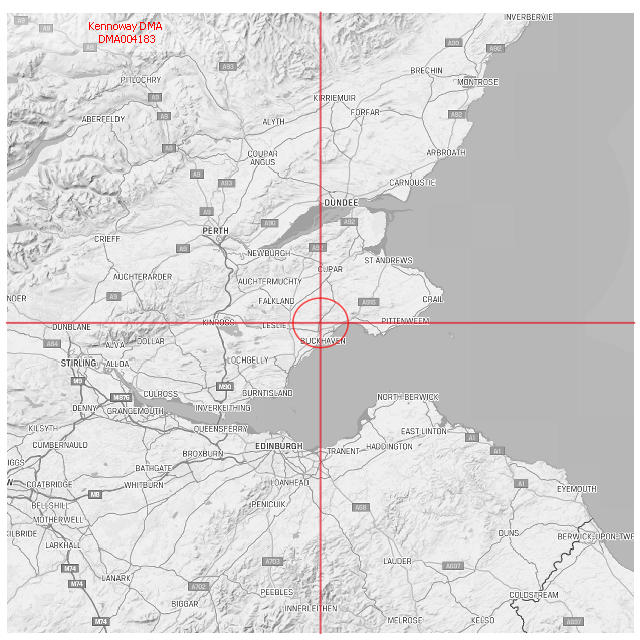 INVERBERVIE
A9
A9
Kennoway DMA
DMA004183
A9
A90
A92
A93
BRECHIN
MONTROSE
PITLOCHRY
A9
KIRRIEMUIR
FORFAR
A92
ABERFELDY
A9
ALYTH
A9
COUPAR
ANGUS
ARBROATH
A9
A93
CARNOUSTIE
DUNDEE
A9
A90
A92
PERTH
CRIEFF
A9
A92
NEWBURGH
ST ANDREWS
CUPAR
AUCHTERARDER
AUCHTERMUCHTY
A9
FALKLAND
A915
CRAIL
NDER
KINROSS
LESLIE
PITTENWEEM
DUNBLANE
BUCKHAVEN
A84
ALVA
DOLLAR
STIRLING
ALLOA
LOCHGELLY
M9
M90
M876
CULROSS
BURNTISLAND
NORTH BERWICK
DENNY
GRANGEMOUTH
INVERKEITHING
KILSYTH
QUEENSFERRY
EAST LINTON
A1
CUMBERNAULD
EDINBURGH
HADDINGTON
TRANENT
A1
BROXBURN
IGGS
BATHGATE
COATBRIDGE
WHITBURN
LOANHEAD
A1
EYEMOUTH
W
M8
BELLSHILL
PENICUIK
A68
MOTHERWELL
DUNS
BERWICK-UPON-TWE
ILBRIDE
LARKHALL
LAUDER
A703
A697
M74
LANARK
M74
A702
PEEBLES
COLDSTREAM
BIGGAR
INNERLEITHEN
M74
MELROSE
KELSO
A697